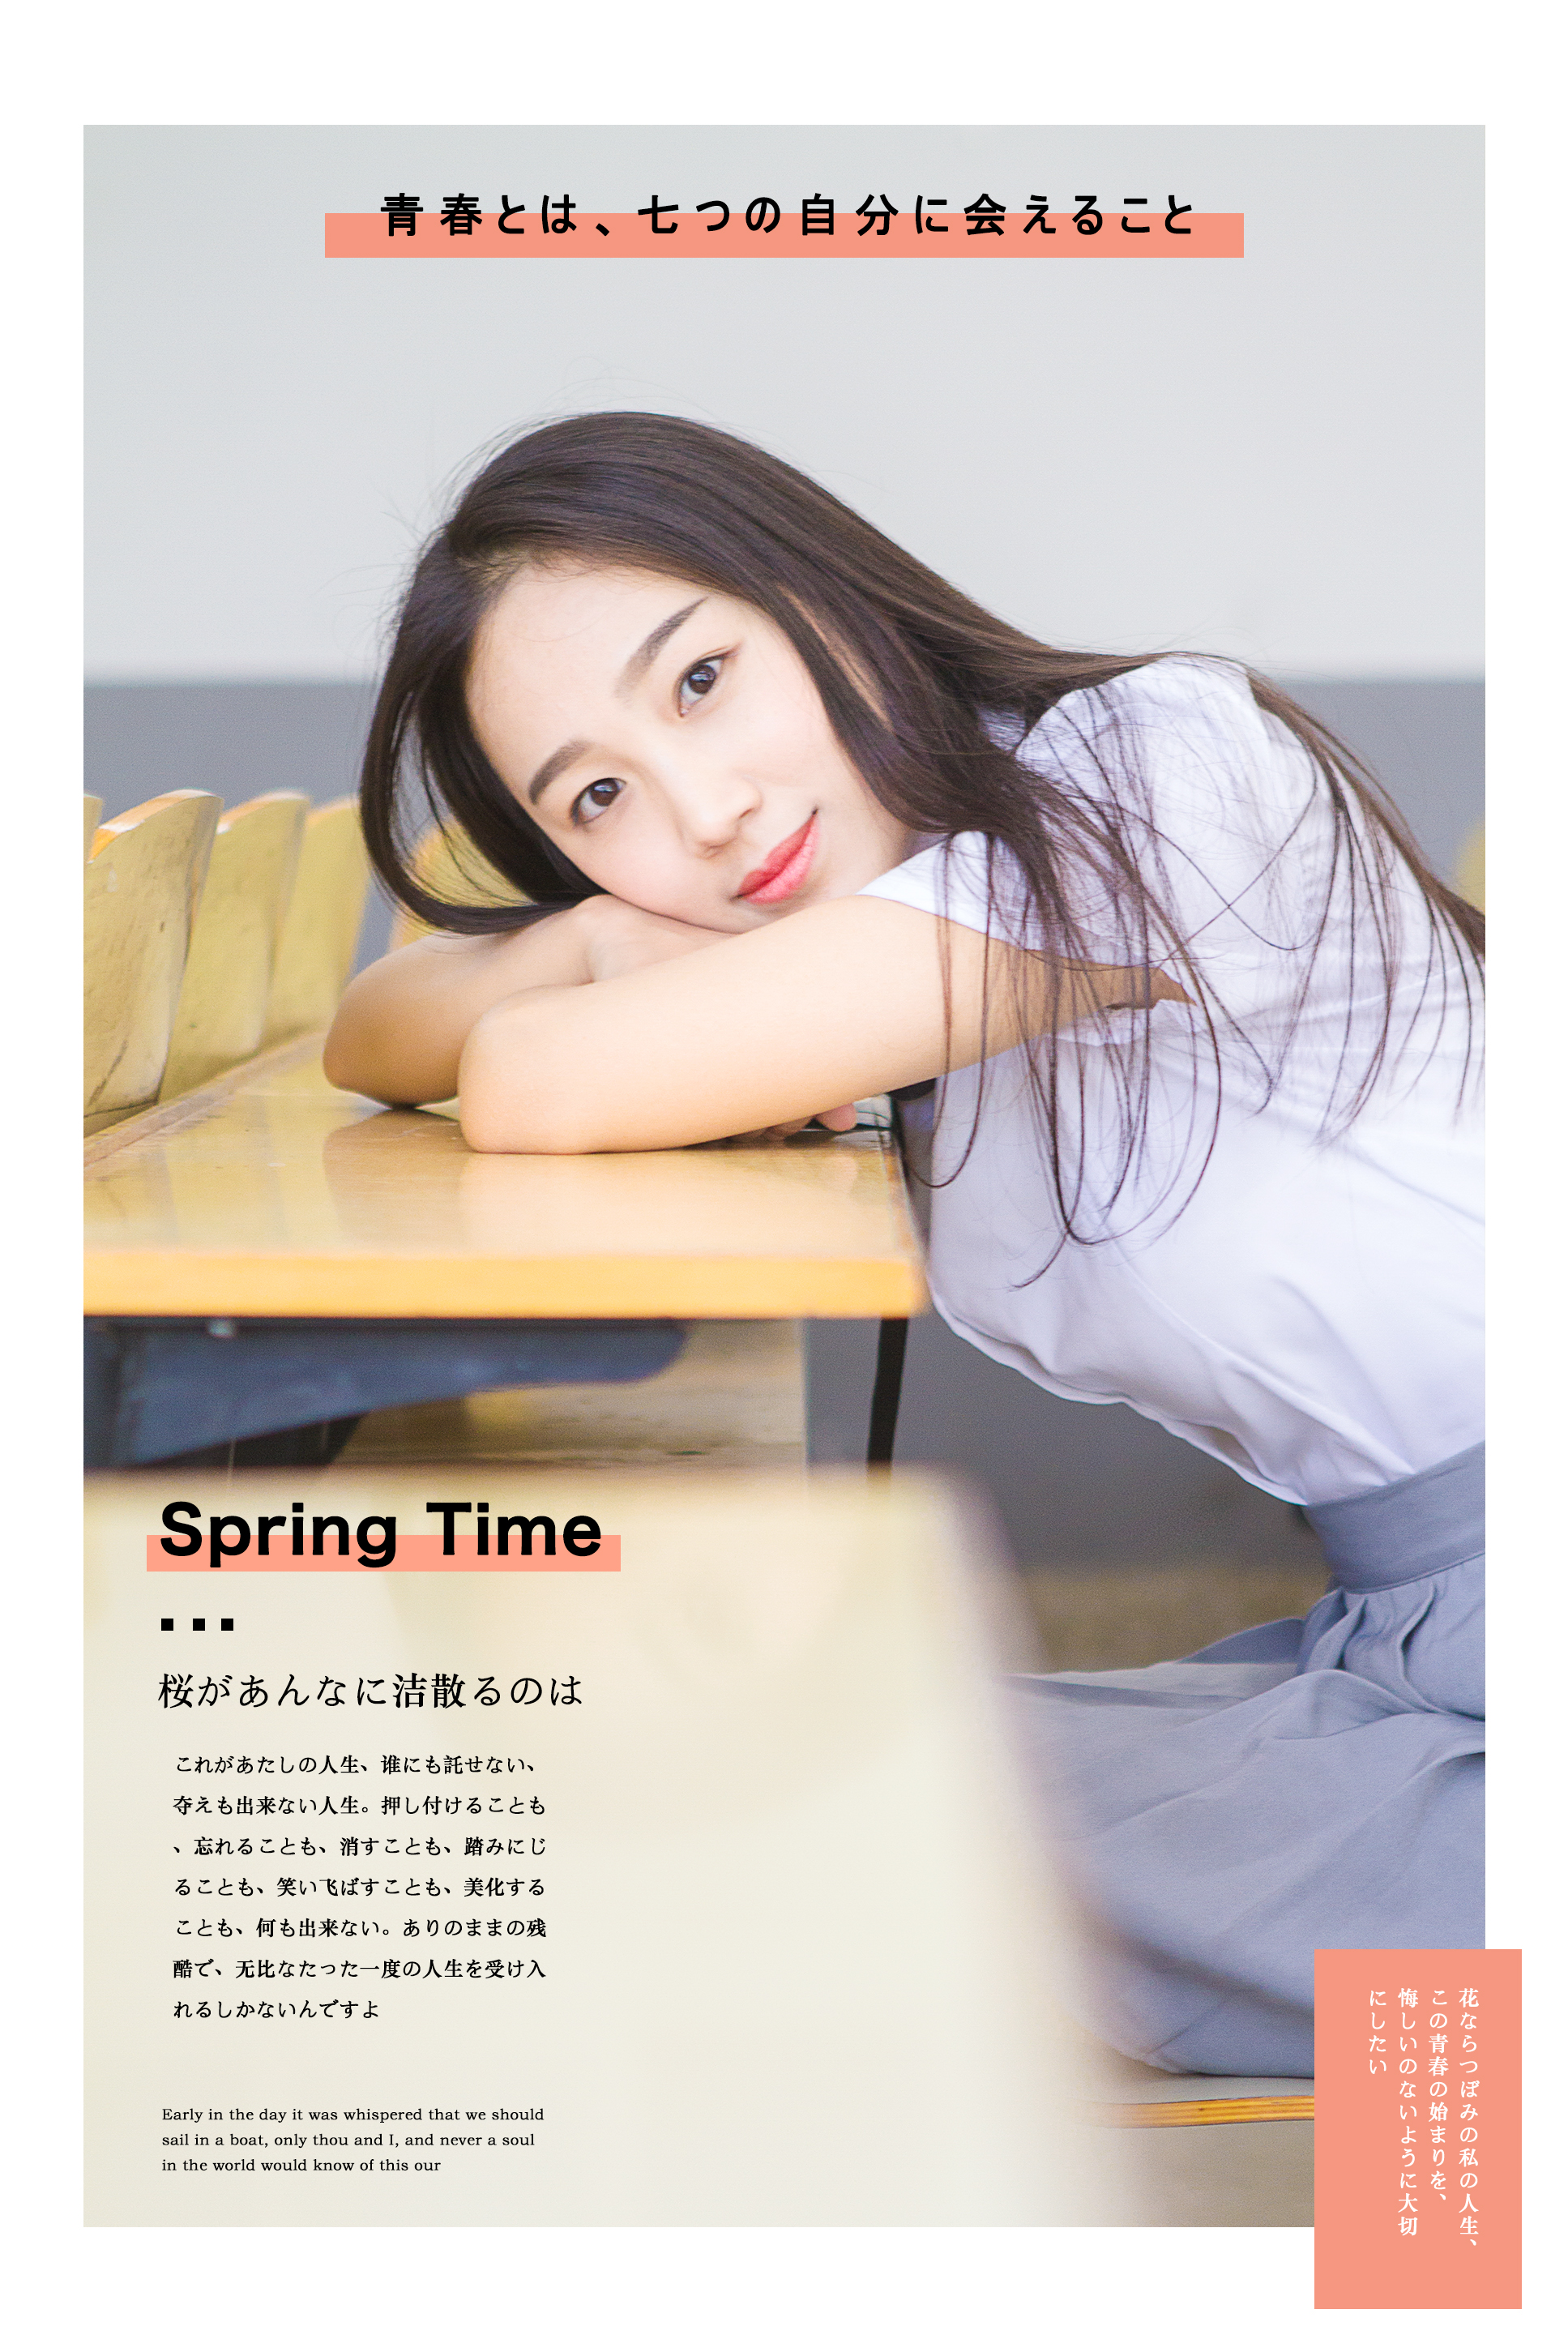 青春とは、七つの自分に会えること
Spring Time
桜があんなに洁散るのは
これがあたしの人生、谁にも託せない、
夺えも出来ない人生。押し付けることも
、忘れることも、消すことも、踏みにじ
ることも、笑い飞ばすことも、美化する
ことも、何も出来ない。ありのままの残
酷で、无比なたった一度の人生を受け入
れるしかないんですよ
Early in the day it was whispered that we should
sail in a boat, only thou and I, and never a soul
in the world would know of this our
花ならつぼみの私の人生、
この青春の始まりを、
悔しいのないように大切
にしたい